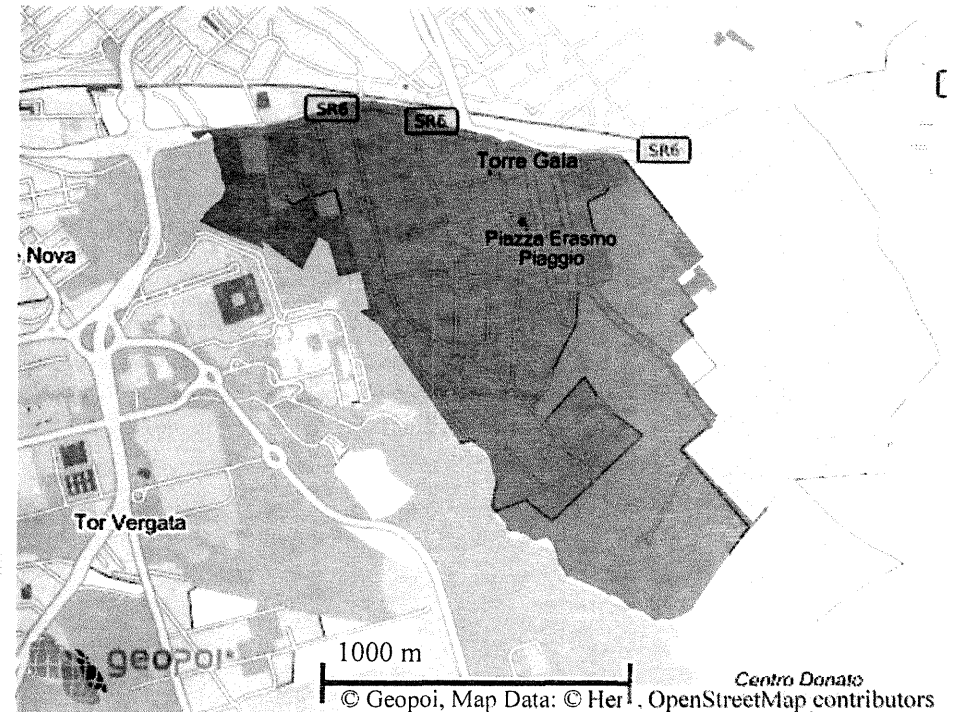 SR6
SR6
SR6
Torre Gaia
Piazza Erasmo
Piaggio
Nova
Tor Vergata
geopoi
1000 m
Centro Donato
© Geopoi, Map Data: © Her , OpenStreetMap contributors